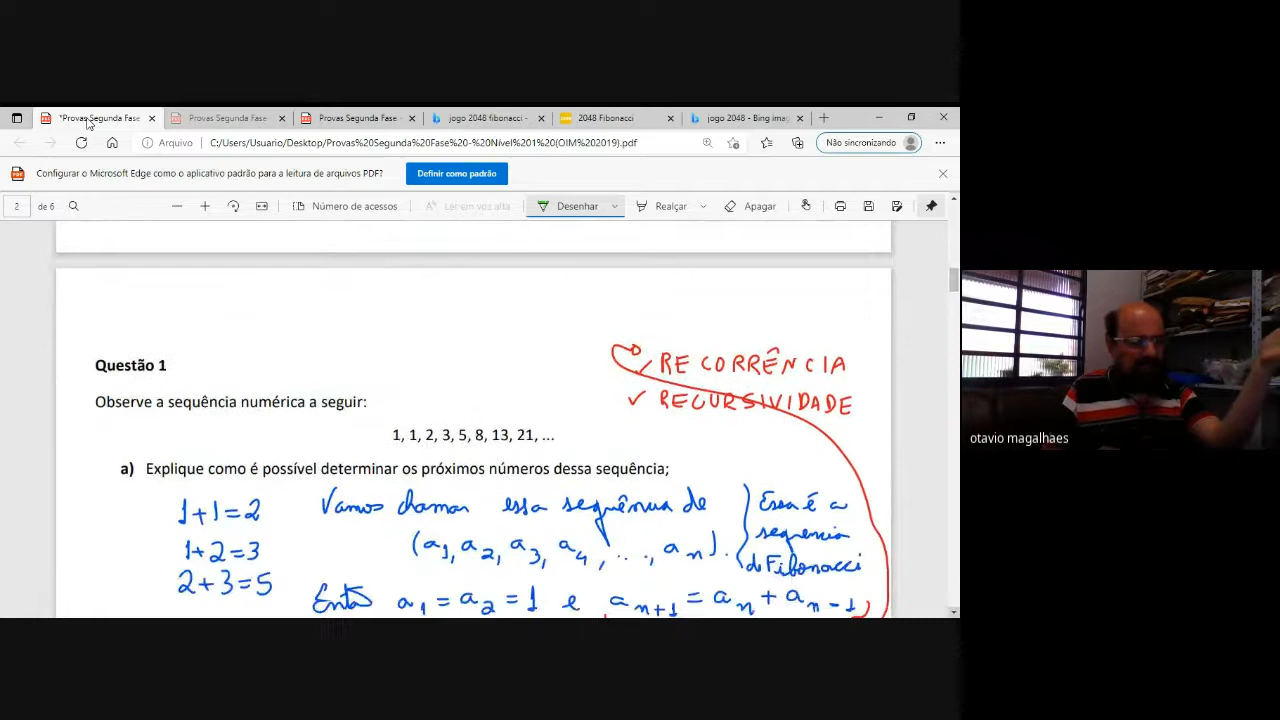 *Provas Segunda Fase
Provas Segunda Fase
Provas Segunda Fase -
jogo 2048 fibonacci -
2048 Fibonacci
jogo 2048 - Bing imag
Arquivo
C:/Users/Usuario/Desktop/Provas%20Segunda%20Fase%20-%20Nível%201%20(OIM%202019).pdf
Não sincronizando
Configurar o Microsoft Edge como o aplicativo padrão para a leitura de arquivos PDF?
Definir como padrão
2
de 6
Número de acessos
Ler em voz alta
Desenhar
Realçar
Apagar
RECORRÊNCIA
Questão 1
✓ RECURSIVIDADE
Observe a sequência numérica a seguir:
1, 1, 2, 3, 5, 8, 13, 21, ...
a) Explique como é possível determinar os próximos números dessa sequência;
1+1=2
1+2=3
2+3=5
Vamos chamar essa sequência de
(a1, a2, a3, a4, ..., an).
Essa é a
sequencia
de Fibonacci
Então a1 = a2 = 1 e an+1 = an + an-1
otavio magalhaes